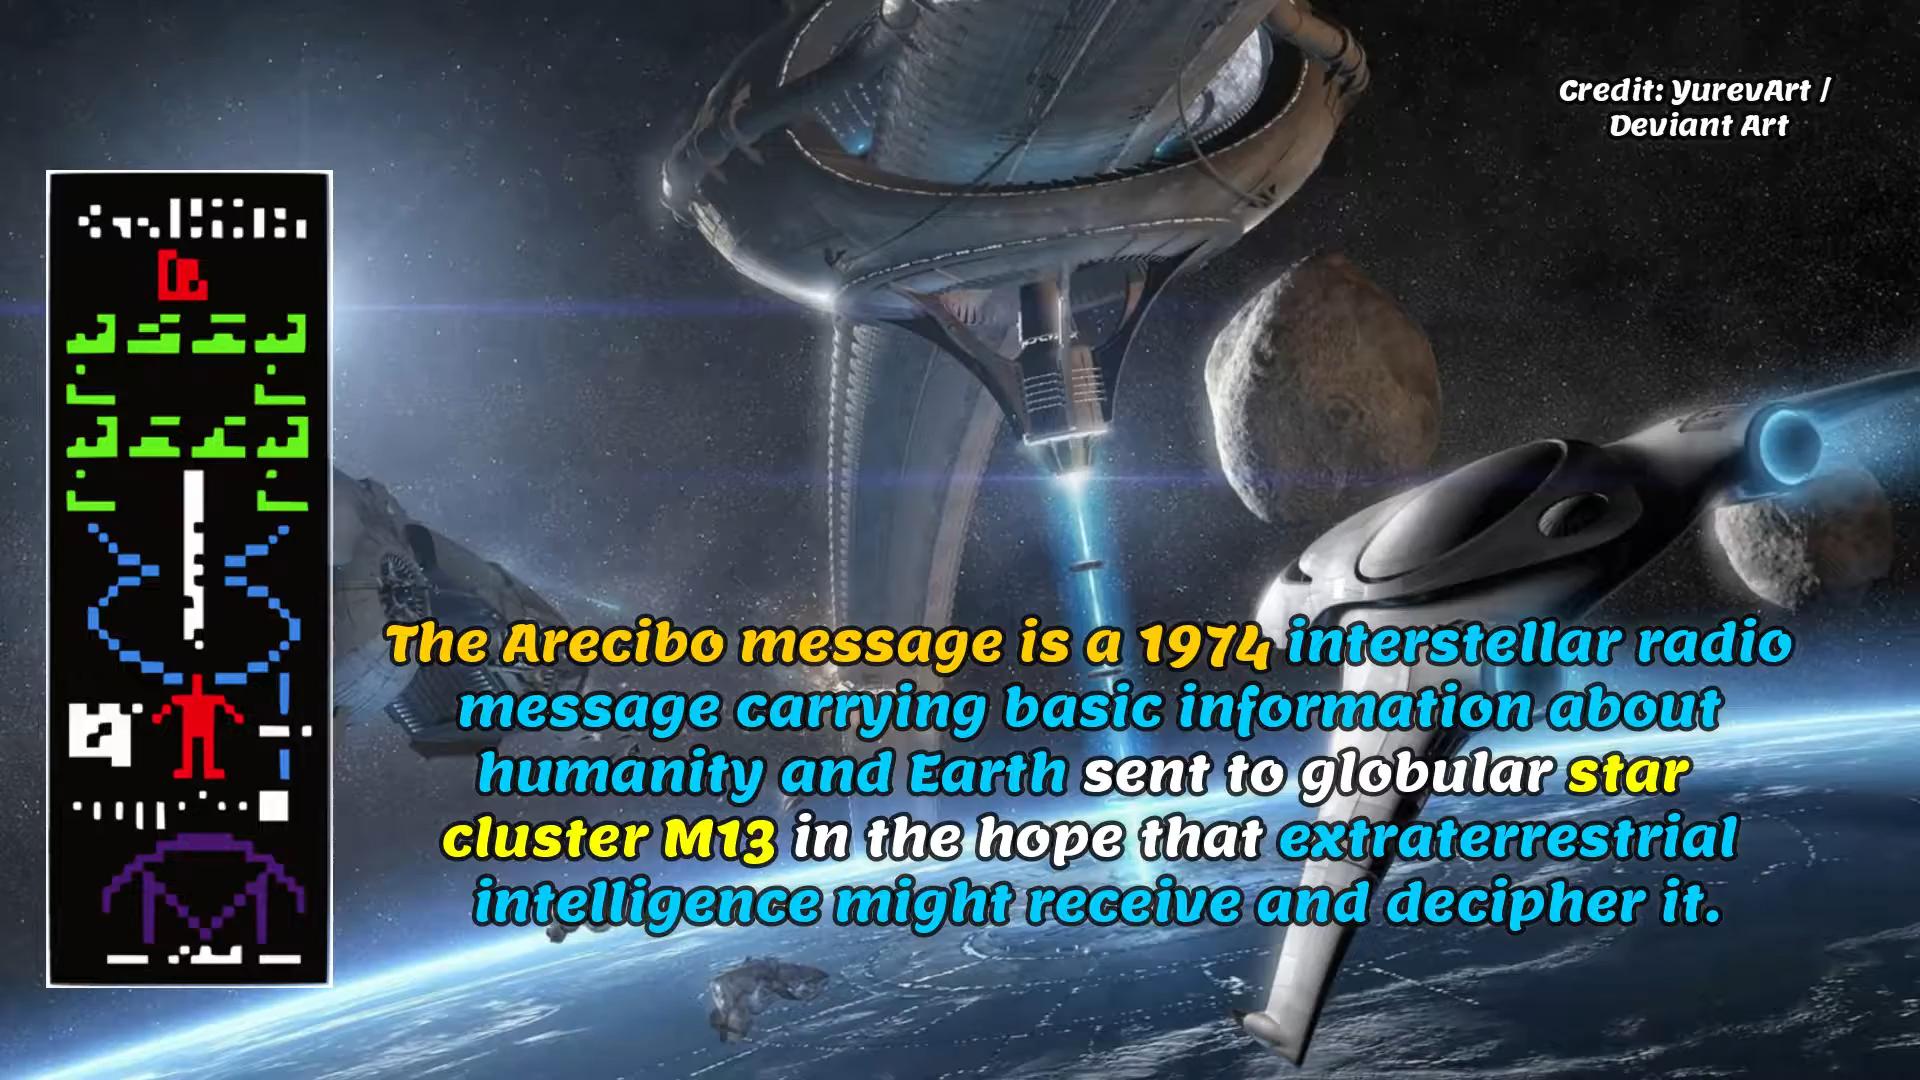 Credit: YurevArt /
Deviant Art
The Arecibo message is a 1974 interstellar radio
message carrying basic information about
humanity and Earth sent to globular star
cluster M13 in the hope that extraterrestrial
intelligence might receive and decipher it.